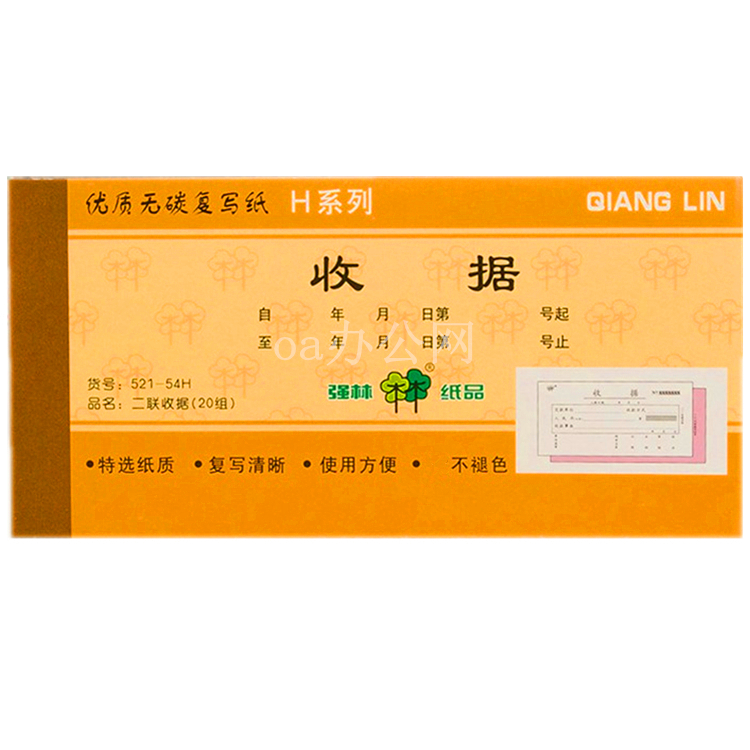 优质无碳复写纸 H系列 QIANG LIN
收 据
自 年 月 日第 号起
至 年 月 日第 号止
oa办公网
货号：521-54H
品名：二联收据(20组)
强林 ® 纸品
收 据
•特选纸质 •复写清晰 •使用方便 • 不褪色